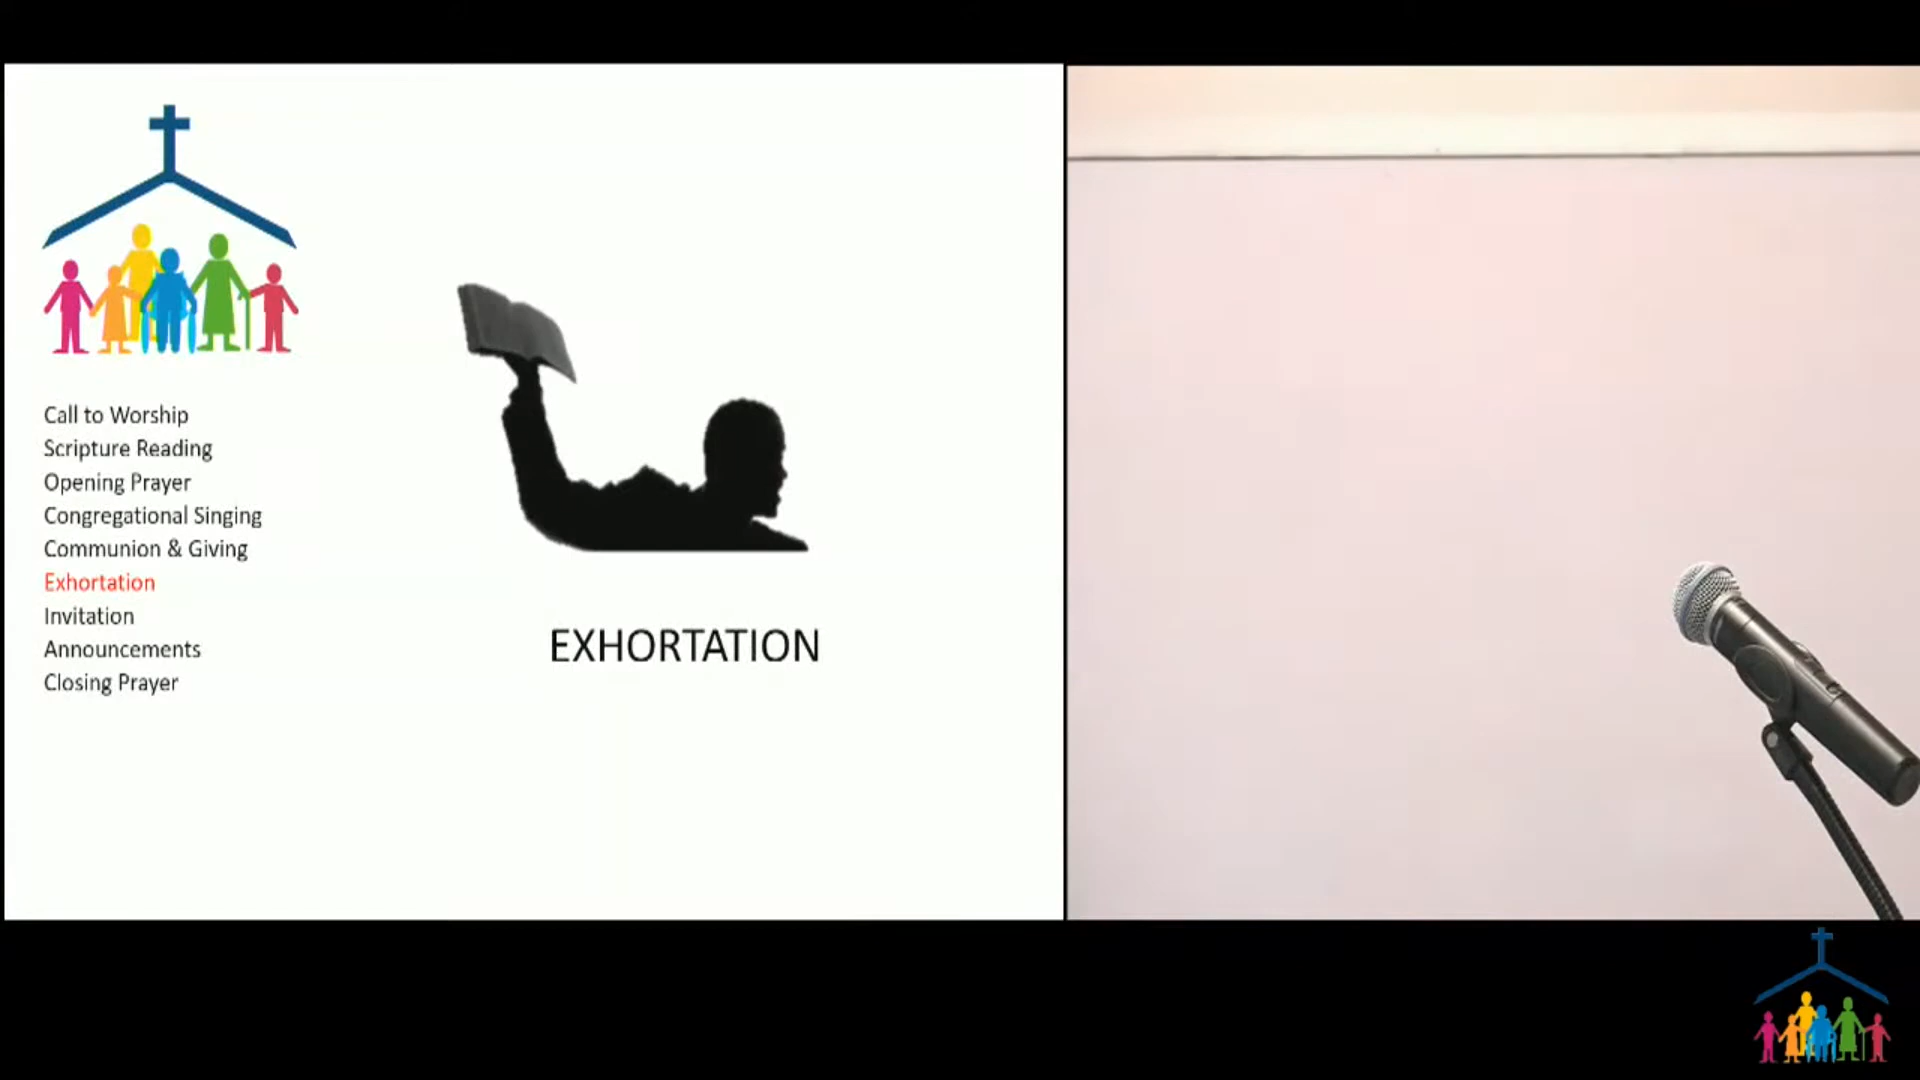 Call to Worship
Scripture Reading
Opening Prayer
Congregational Singing
Communion & Giving
Exhortation
Invitation
Announcements
Closing Prayer
EXHORTATION